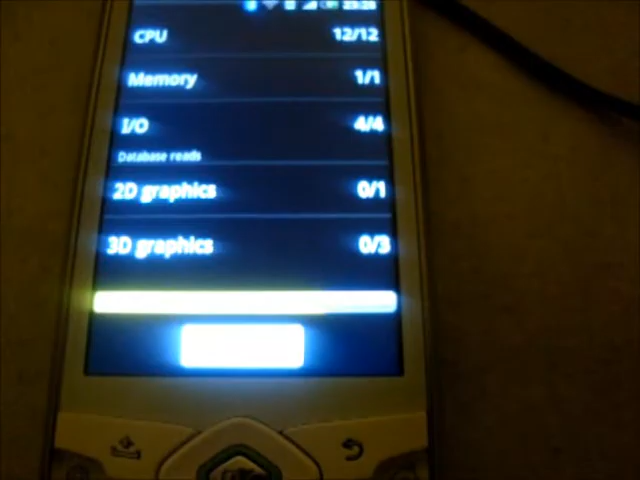 CPU 12/12
Memory 1/1
I/O 4/4
Database reads
2D graphics 0/1
3D graphics 0/3